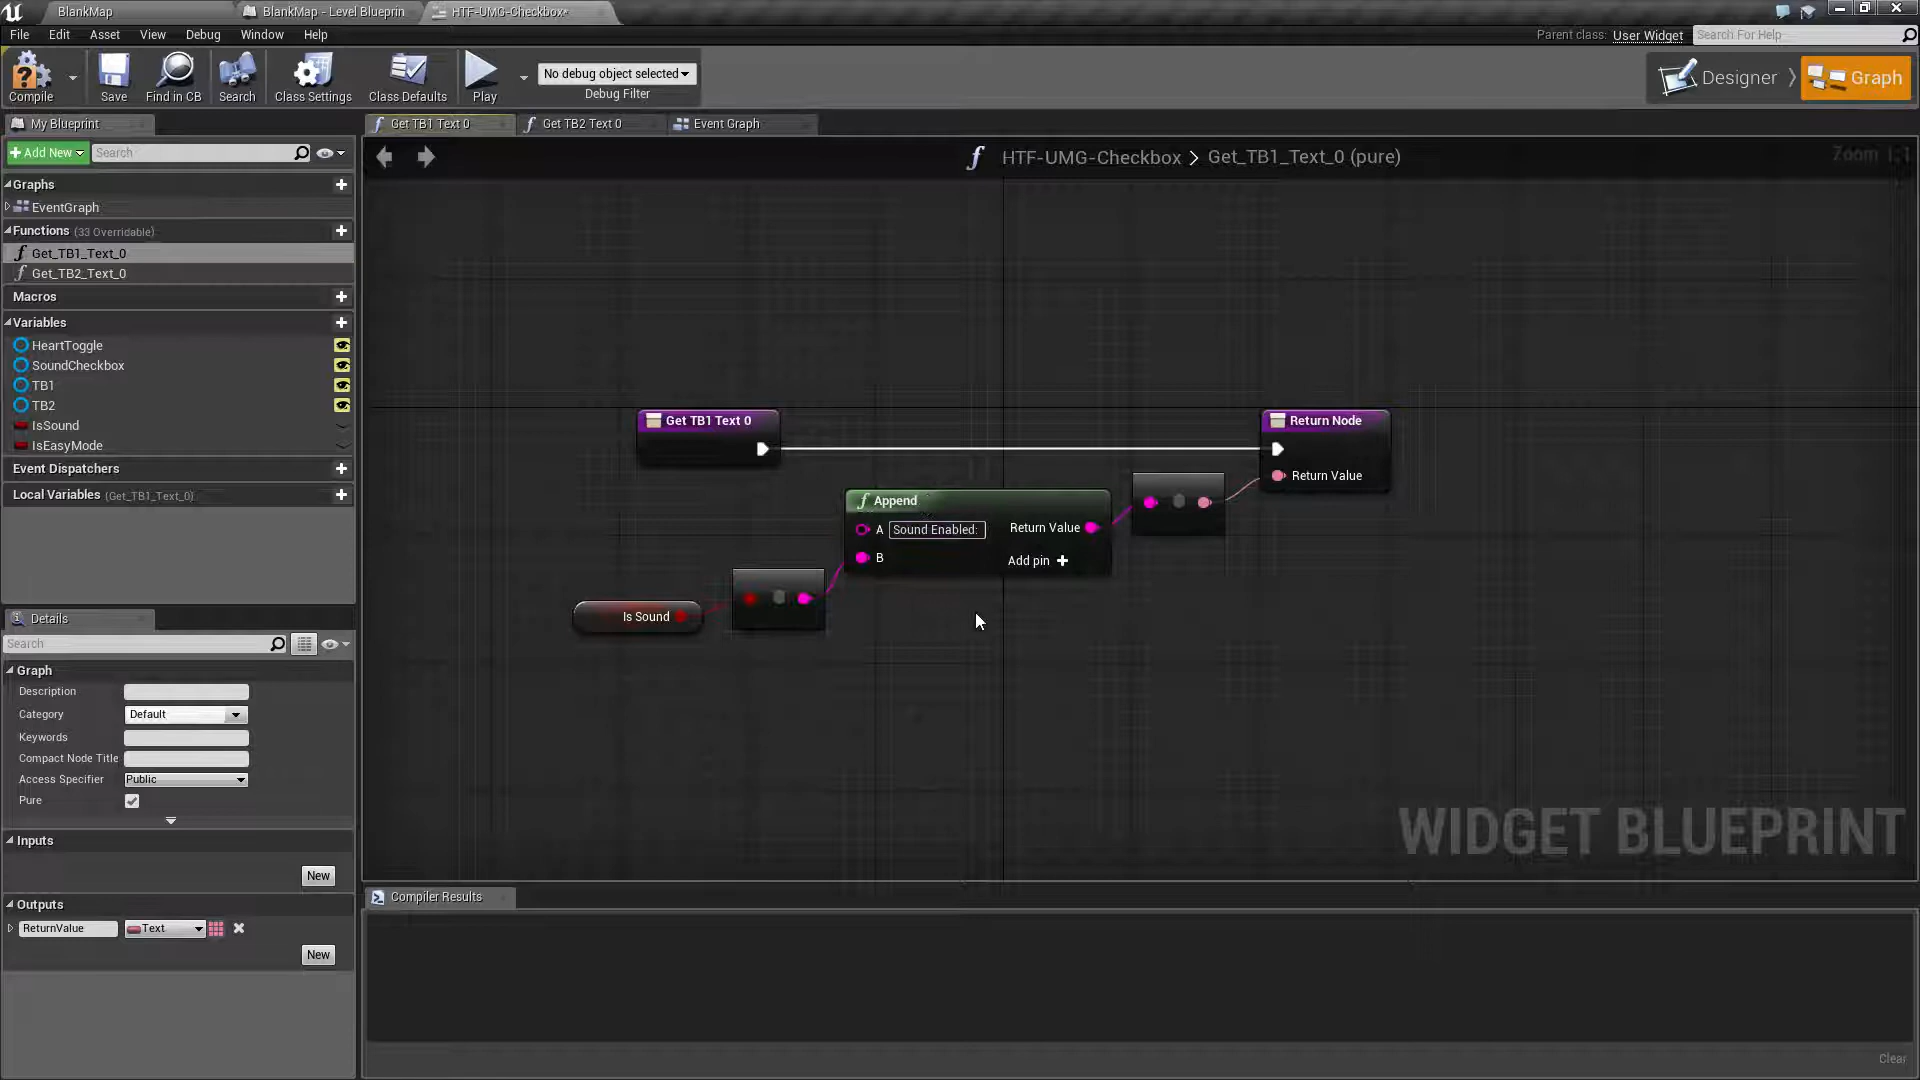 BlankMap
BlankMap - Level Blueprin
HTF-UMG-Checkbox*
File
Edit
Asset
View
Debug
Window
Help
Parent class:
User Widget
Search For Help
Compile
Save
Find in CB
Search
Class Settings
Class Defaults
Play
No debug object selected
Debug Filter
Designer
Graph
My Blueprint
Get TB1 Text 0
Get TB2 Text 0
Event Graph
Add New
Search
HTF-UMG-Checkbox > Get_TB1_Text_0 (pure)
Zoom 1:1
Graphs
EventGraph
Functions (33 Overridable)
Get_TB1_Text_0
Get_TB2_Text_0
Macros
Variables
HeartToggle
SoundCheckbox
TB1
TB2
IsSound
IsEasyMode
Event Dispatchers
Local Variables (Get_TB1_Text_0)
Get TB1 Text 0
Return Node
Return Value
Append
A Sound Enabled:
Return Value
B
Add pin
Is Sound
WIDGET BLUEPRINT
Details
Search
Graph
Description
Category
Default
Keywords
Compact Node Title
Access Specifier
Public
Pure
Inputs
New
Outputs
ReturnValue
Text
New
Compiler Results
Clear